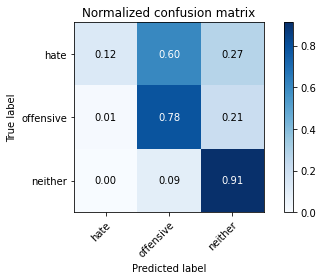 Normalized confusion matrix
True label
hate 0.12 0.60 0.27
offensive 0.01 0.78 0.21
neither 0.00 0.09 0.91
hate offensive neither
Predicted label
0.8
0.6
0.4
0.2
0.0